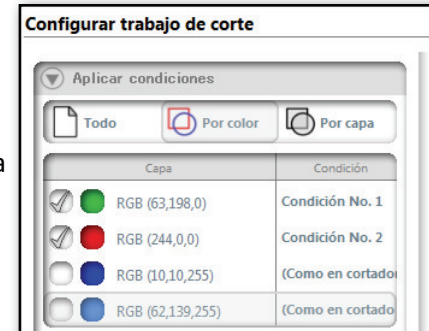 Configurar trabajo de corte
Aplicar condiciones
Todo Por color Por capa
Capa Condición
RGB (63,198,0) Condición No. 1
RGB (244,0,0) Condición No. 2
RGB (10,10,255) (Como en cortado
RGB (62,139,255) (Como en cortado
a